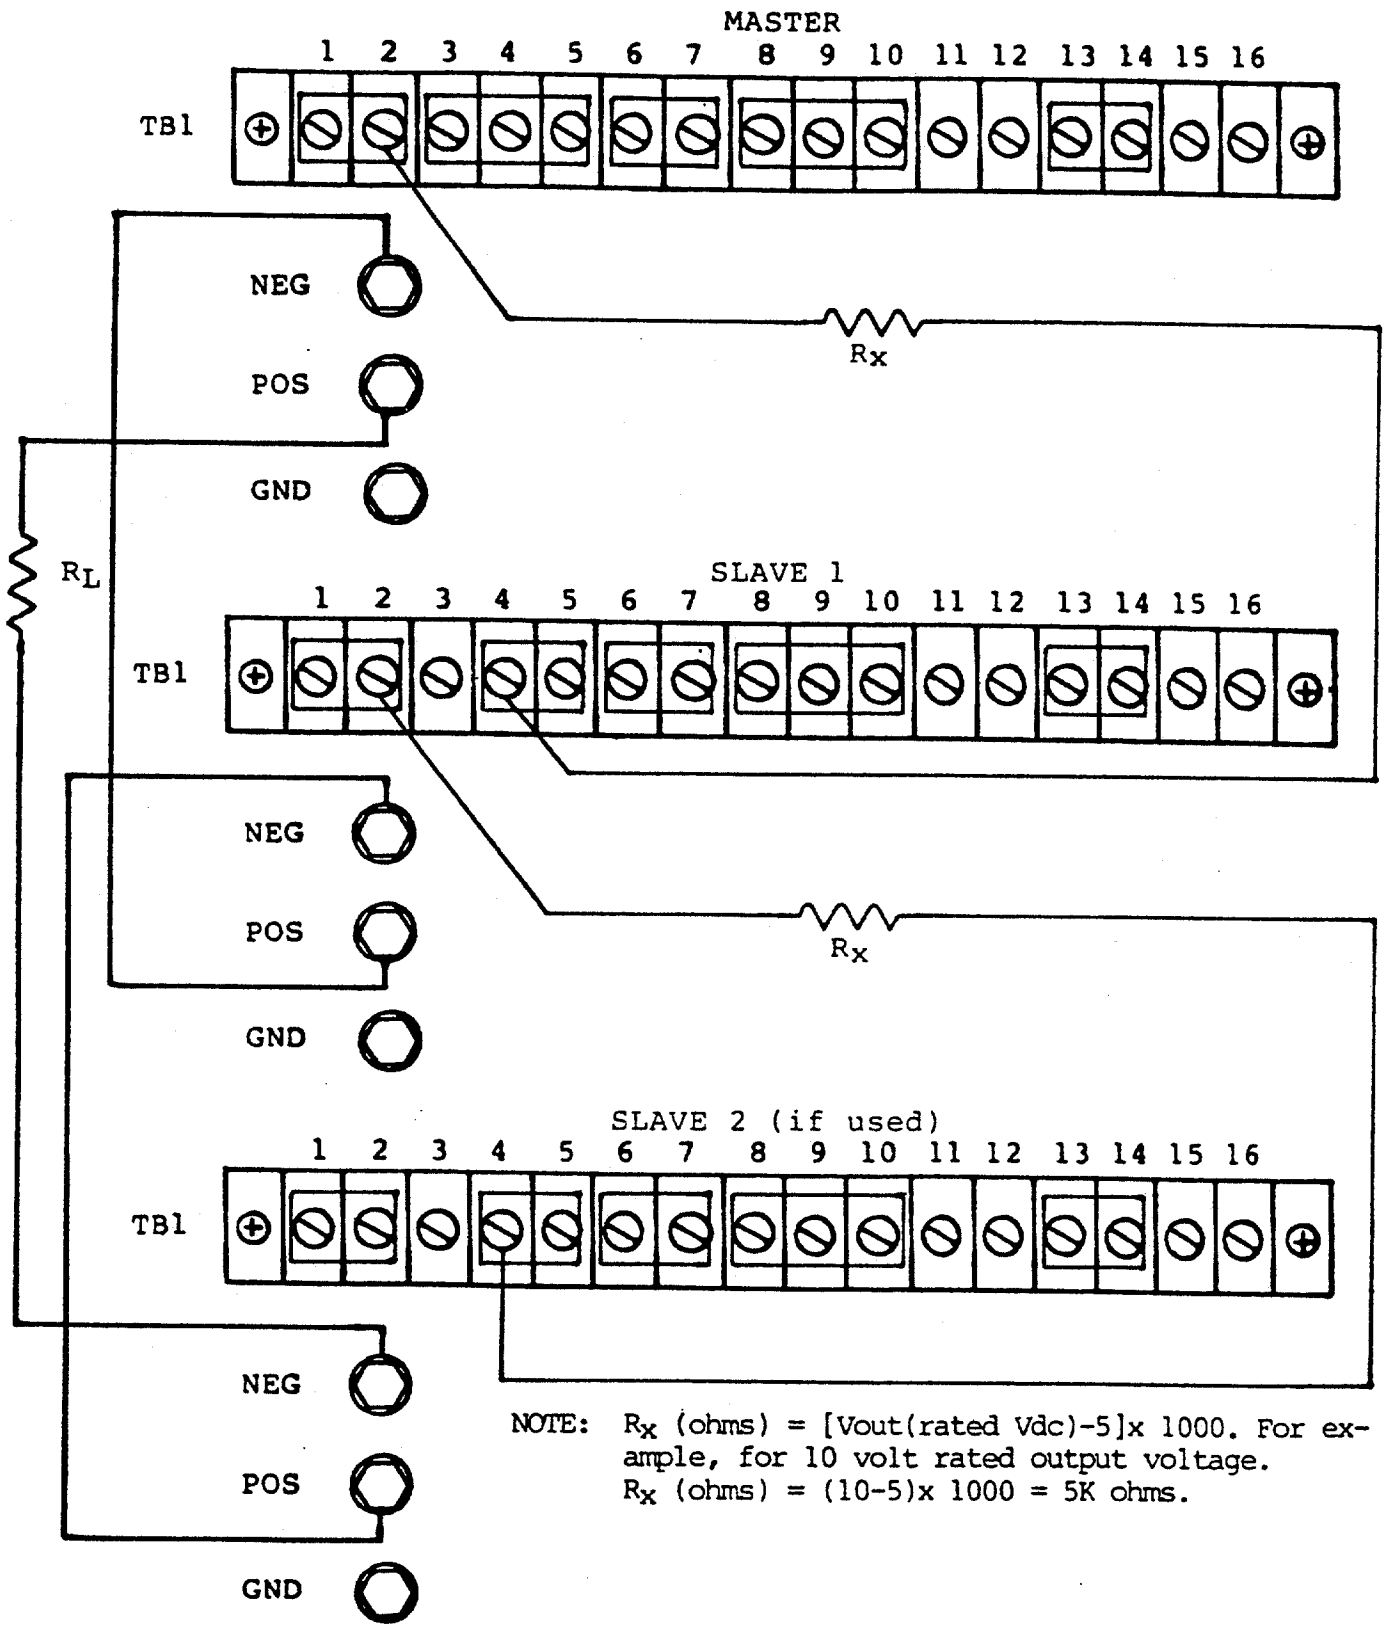 MASTER
1 2 3 4 5 6 7 8 9 10 11 12 13 14 15 16
TB1
NEG
RX
POS
GND
RL
SLAVE 1
1 2 3 4 5 6 7 8 9 10 11 12 13 14 15 16
TB1
NEG
POS
RX
GND
SLAVE 2 (if used)
1 2 3 4 5 6 7 8 9 10 11 12 13 14 15 16
TB1
NEG
POS
GND
NOTE: RX (ohms) = [Vout(rated Vdc)-5]x 1000. For ex-
ample, for 10 volt rated output voltage.
RX (ohms) = (10-5)x 1000 = 5K ohms.